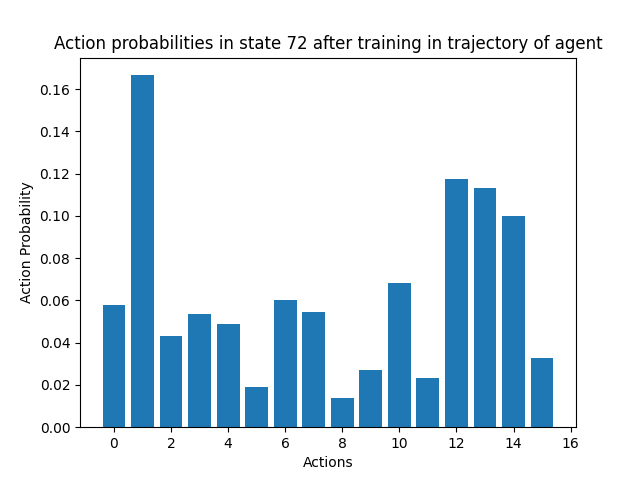 Action probabilities in state 72 after training in trajectory of agent
0.16
0.14
0.12
0.10
0.08
0.06
0.04
0.02
0.00
Action Probability
0 2 4 6 8 10 12 14 16
Actions